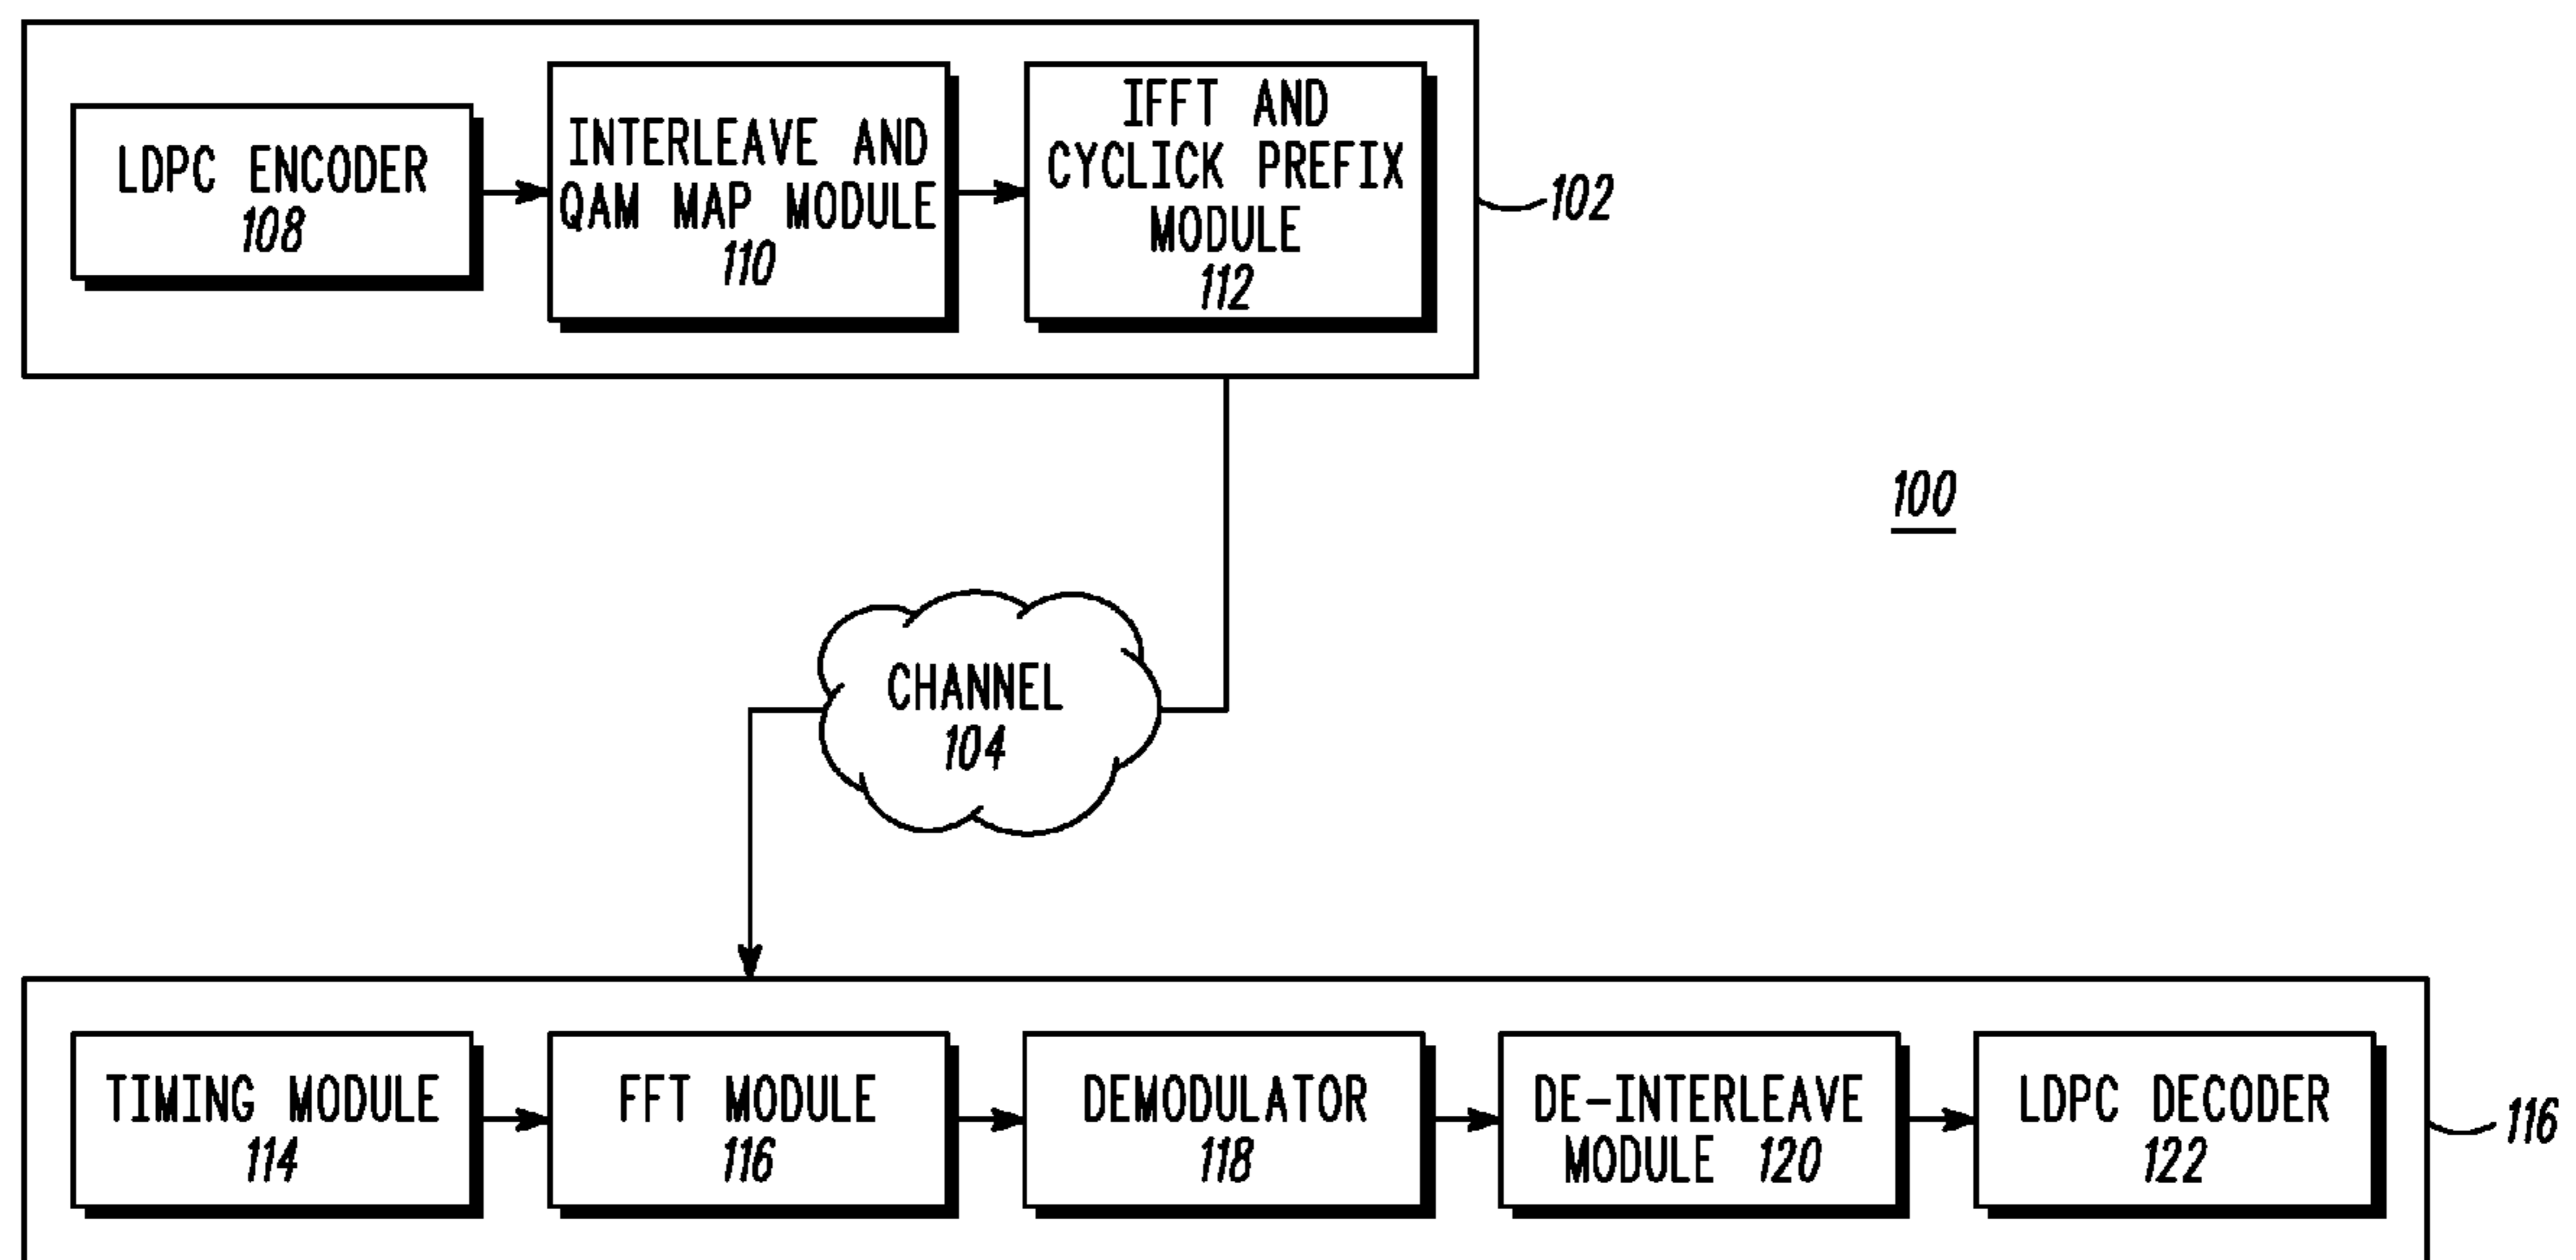 LDPC ENCODER
108
INTERLEAVE AND
QAM MAP MODULE
110
IFFT AND
CYCLICK PREFIX
MODULE
112
102
100
CHANNEL
104
TIMING MODULE
114
FFT MODULE
116
DEMODULATOR
118
DE-INTERLEAVE
MODULE 120
LDPC DECODER
122
116